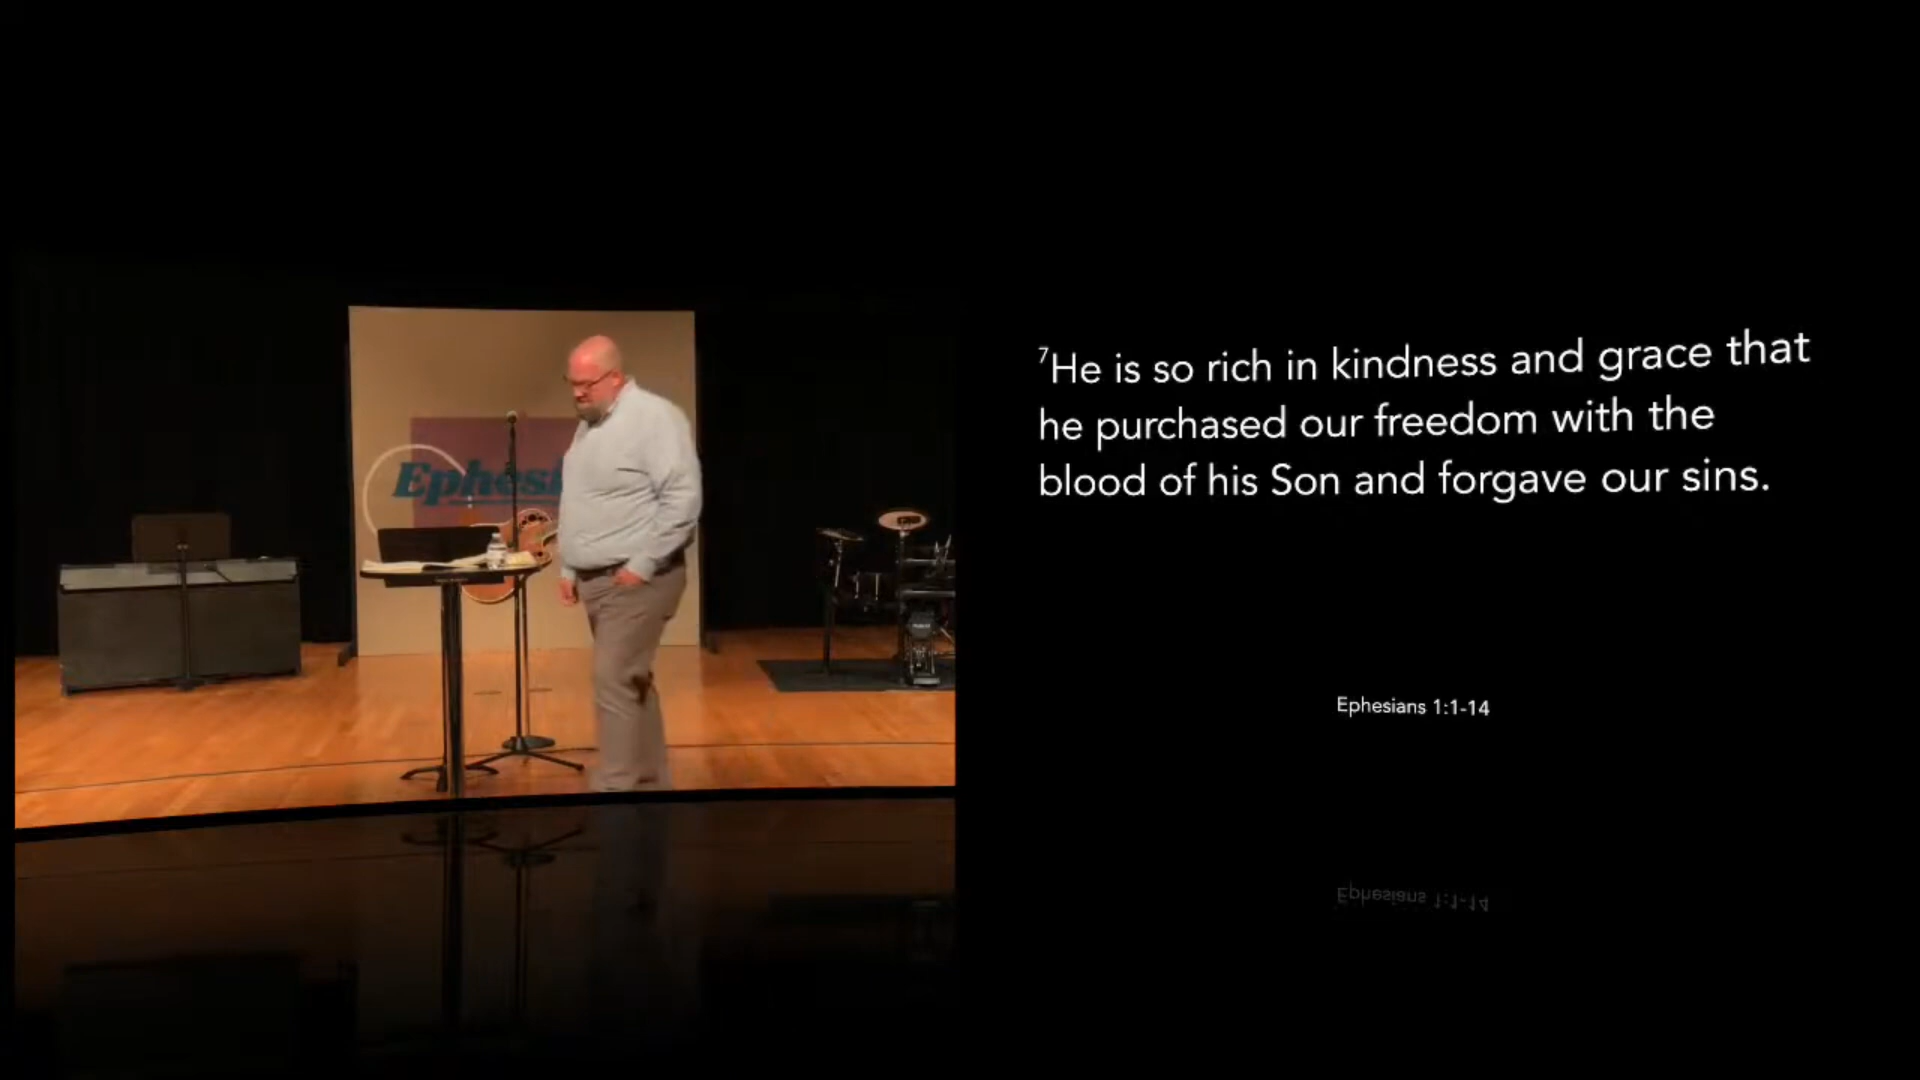 Ephesi
⁷He is so rich in kindness and grace that
he purchased our freedom with the
blood of his Son and forgave our sins.
Ephesians 1:1-14